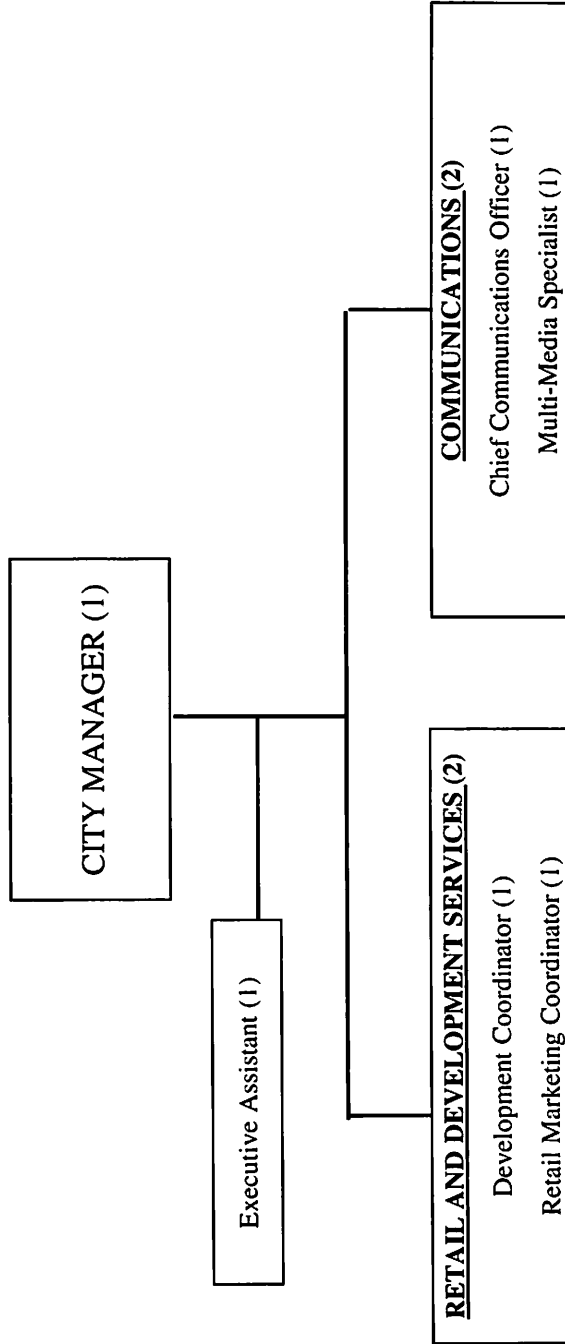 CITY MANAGER (1)
Executive Assistant (1)
RETAIL AND DEVELOPMENT SERVICES (2)
Development Coordinator (1)
Retail Marketing Coordinator (1)
COMMUNICATIONS (2)
Chief Communications Officer (1)
Multi-Media Specialist (1)